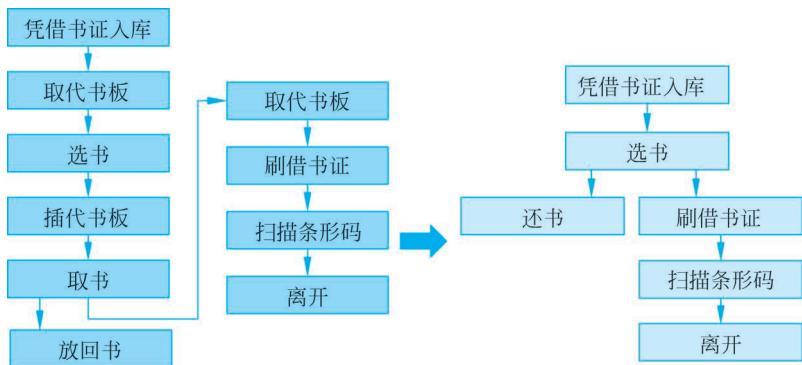 凭借书证入库
取代书板
选书
插代书板
取书
放回书
取代书板
刷借书证
扫描条形码
离开
凭借书证入库
选书
还书
刷借书证
扫描条形码
离开